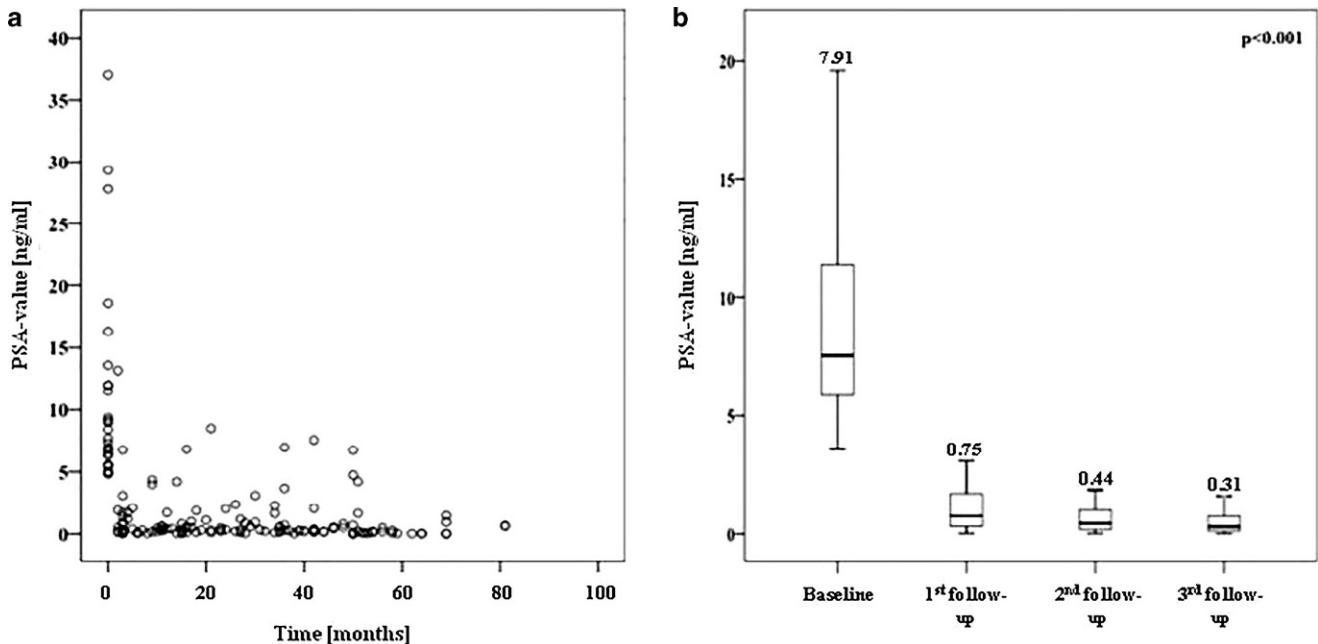 a
PSA-value [ng/ml]
40
35
30
25
20
15
10
5
0
0 20 40 60 80 100
Time [months]
b
p<0.001
PSA-value [ng/ml]
20
15
10
5
0
7.91
0.75
0.44
0.31
Baseline 1st follow-up 2nd follow-up 3rd follow-up